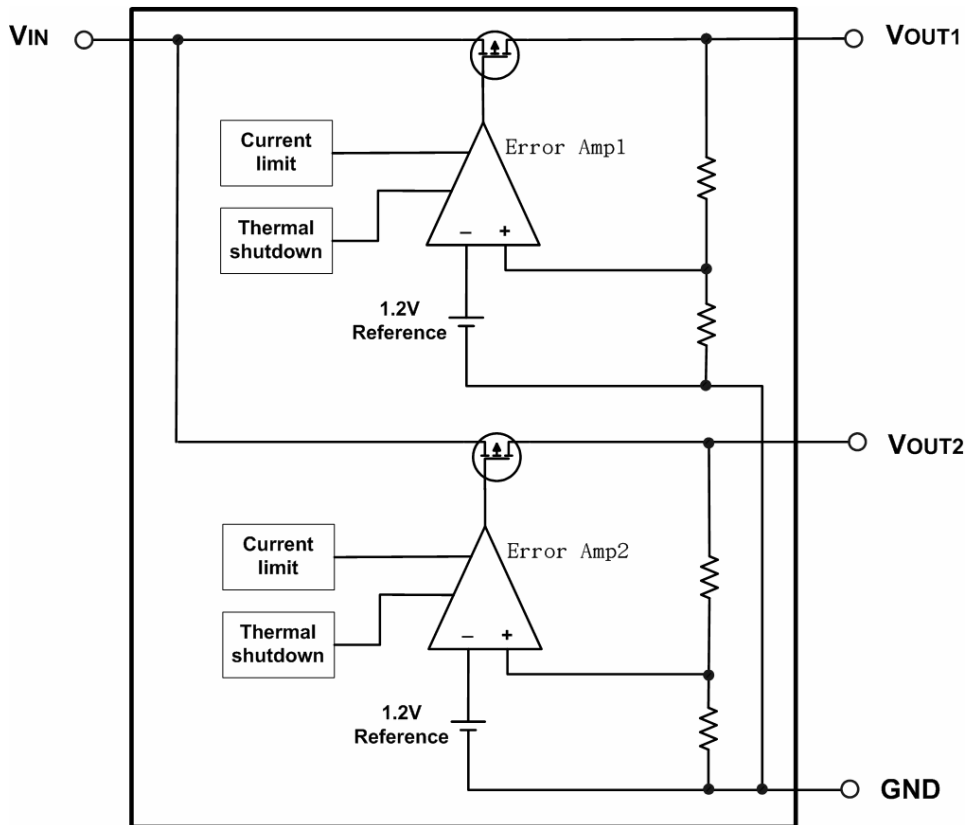 VIN
VOUT1
Current
limit
Error Amp1
Thermal
shutdown
– +
1.2V
Reference
VOUT2
Current
limit
Error Amp2
Thermal
shutdown
– +
1.2V
Reference
GND